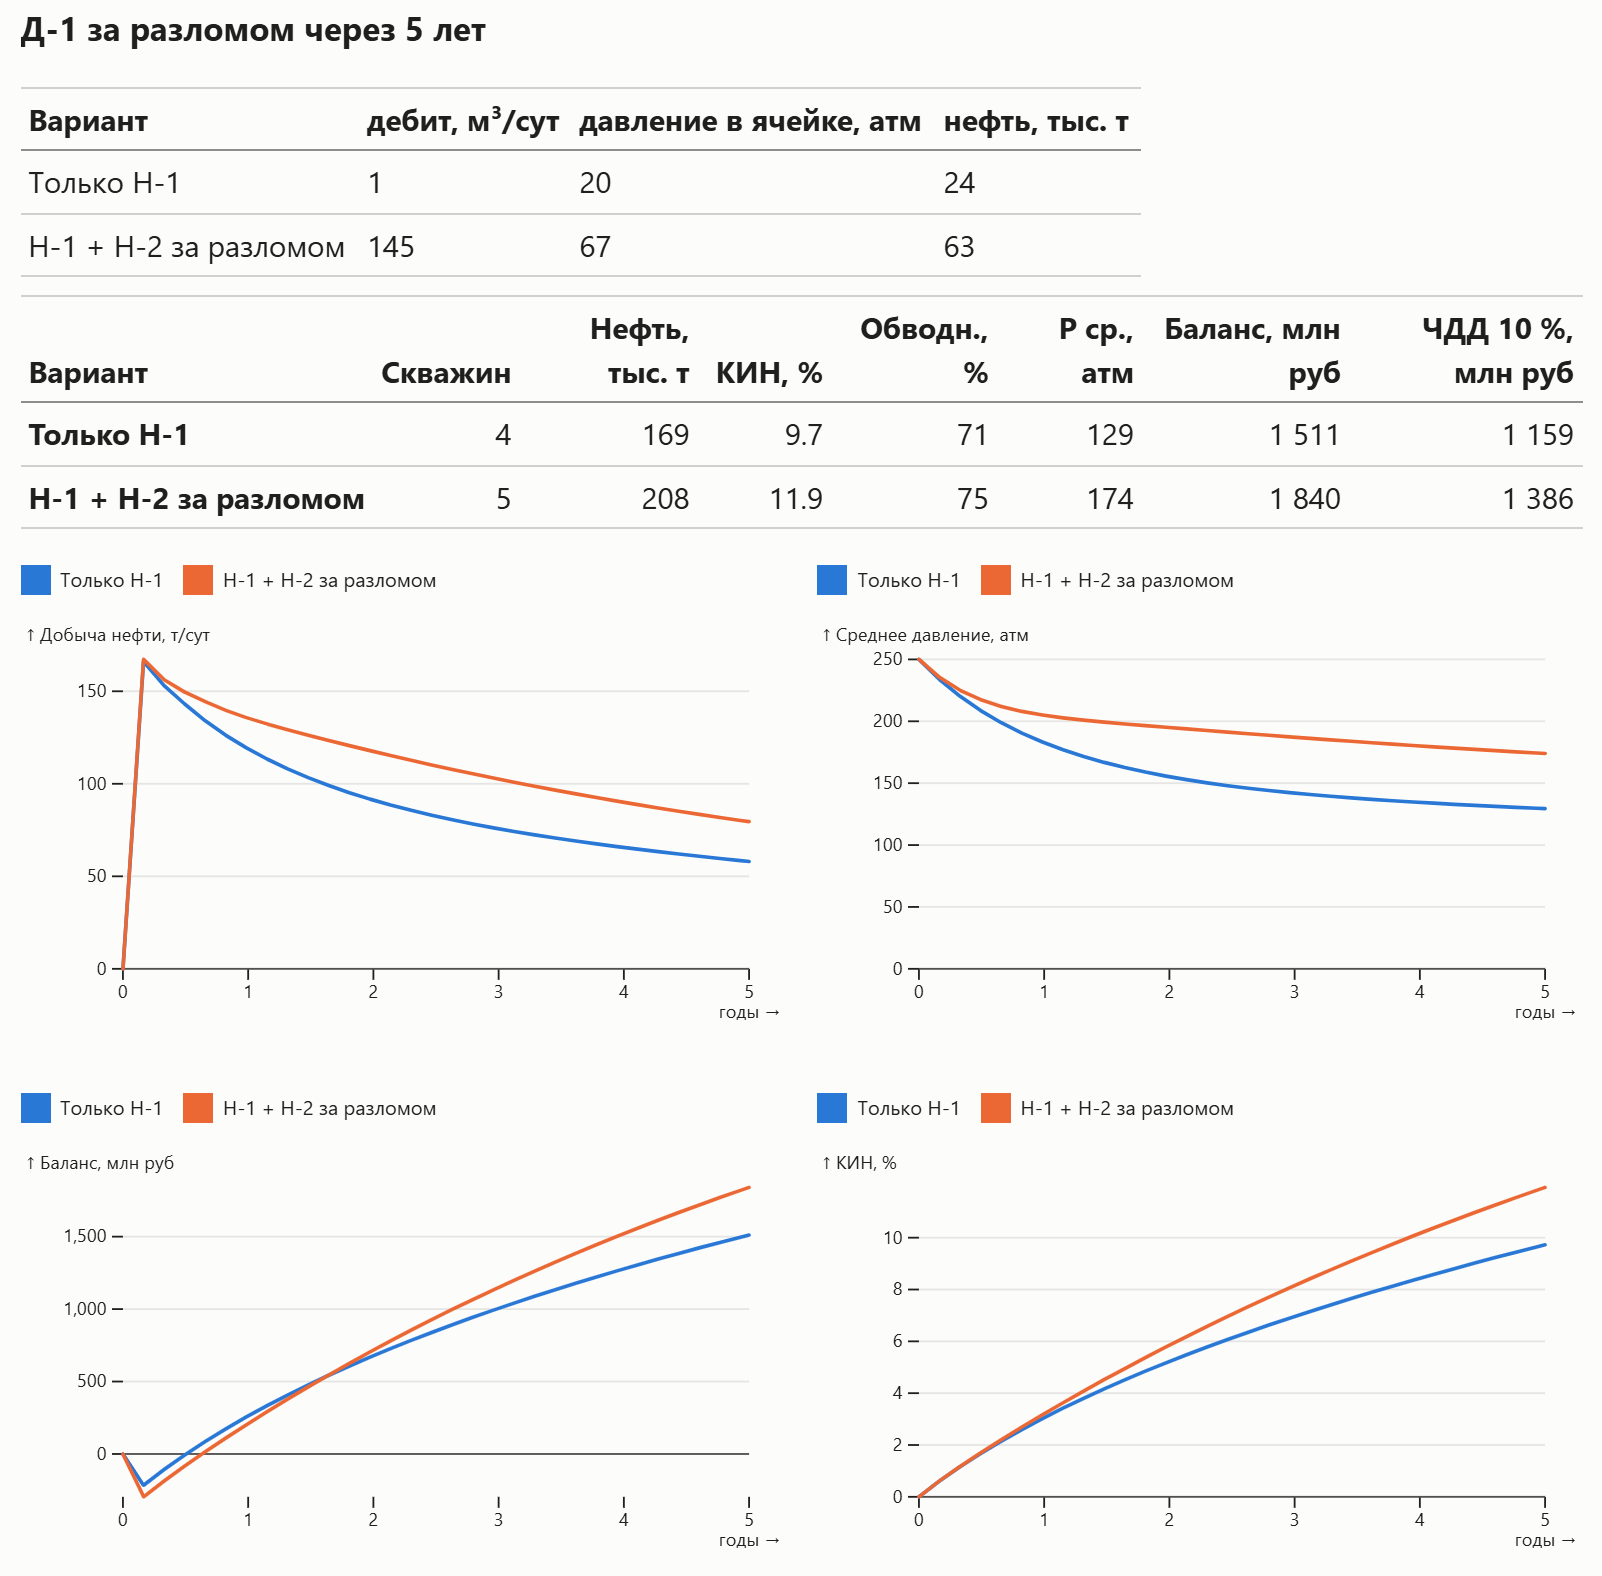 Д-1 за разломом через 5 лет
Вариант дебит, м³/сут давление в ячейке, атм нефть, тыс. т
Только Н-1 1 20 24
Н-1 + Н-2 за разломом 145 67 63
Вариант Скважин Нефть, тыс. т КИН, % Обводн., % P ср., атм Баланс, млн руб ЧДД 10 %, млн руб
Только Н-1 4 169 9.7 71 129 1 511 1 159
Н-1 + Н-2 за разломом 5 208 11.9 75 174 1 840 1 386
Только Н-1 Н-1 + Н-2 за разломом
↑ Добыча нефти, т/сут
150
100
50
0
0 1 2 3 4 5
годы →
Только Н-1 Н-1 + Н-2 за разломом
↑ Среднее давление, атм
250
200
150
100
50
0
0 1 2 3 4 5
годы →
Только Н-1 Н-1 + Н-2 за разломом
↑ Баланс, млн руб
1,500
1,000
500
0
0 1 2 3 4 5
годы →
Только Н-1 Н-1 + Н-2 за разломом
↑ КИН, %
10
8
6
4
2
0
0 1 2 3 4 5
годы →